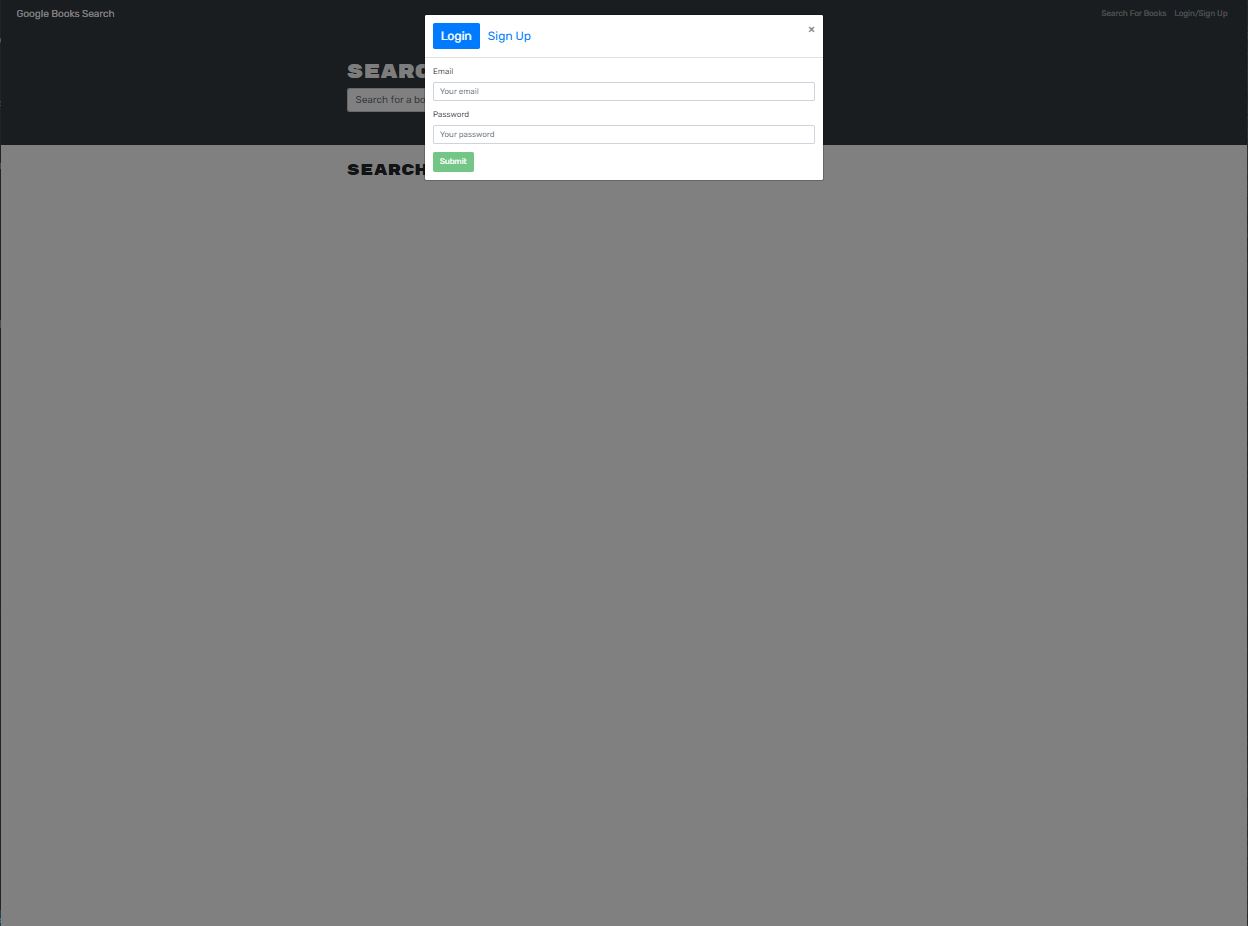 Google Books Search
Search For Books Login/Sign Up
Login Sign Up
×
SEARC
Search for a bo
Email
Your email
Password
Your password
Submit
SEARCH